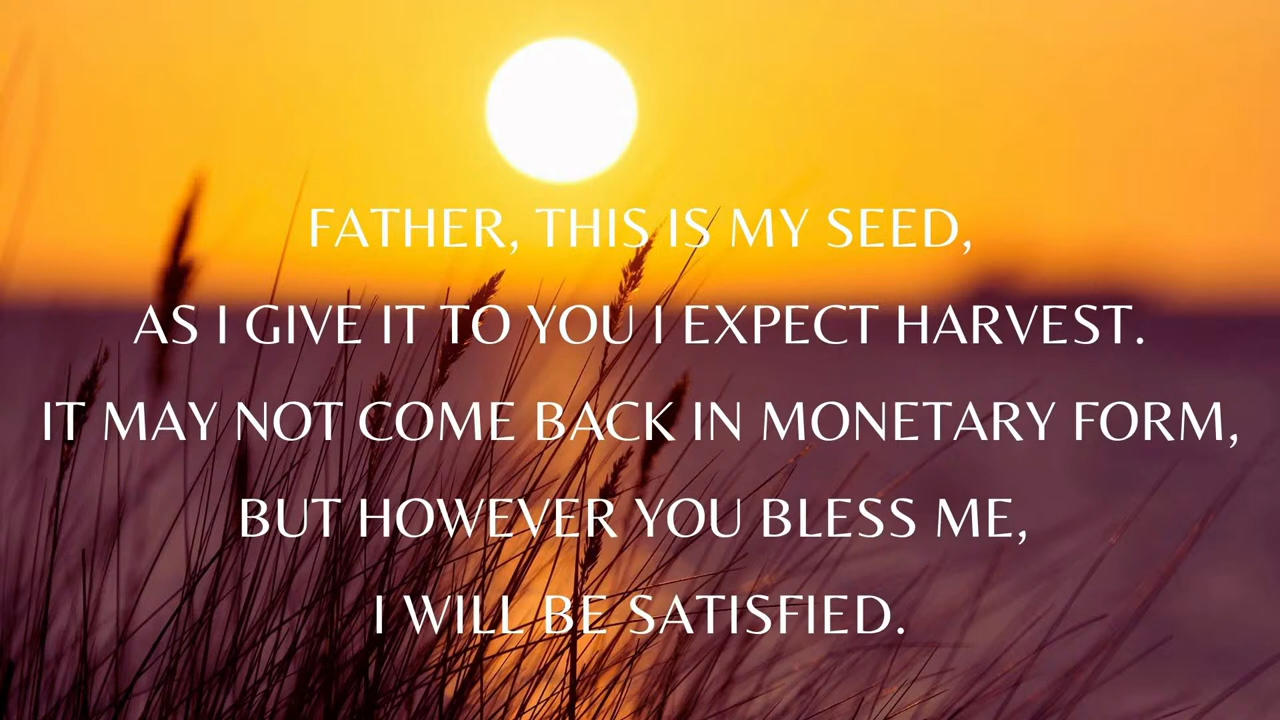 FATHER, THIS IS MY SEED,
AS I GIVE IT TO YOU I EXPECT HARVEST.
IT MAY NOT COME BACK IN MONETARY FORM,
BUT HOWEVER YOU BLESS ME,
I WILL BE SATISFIED.